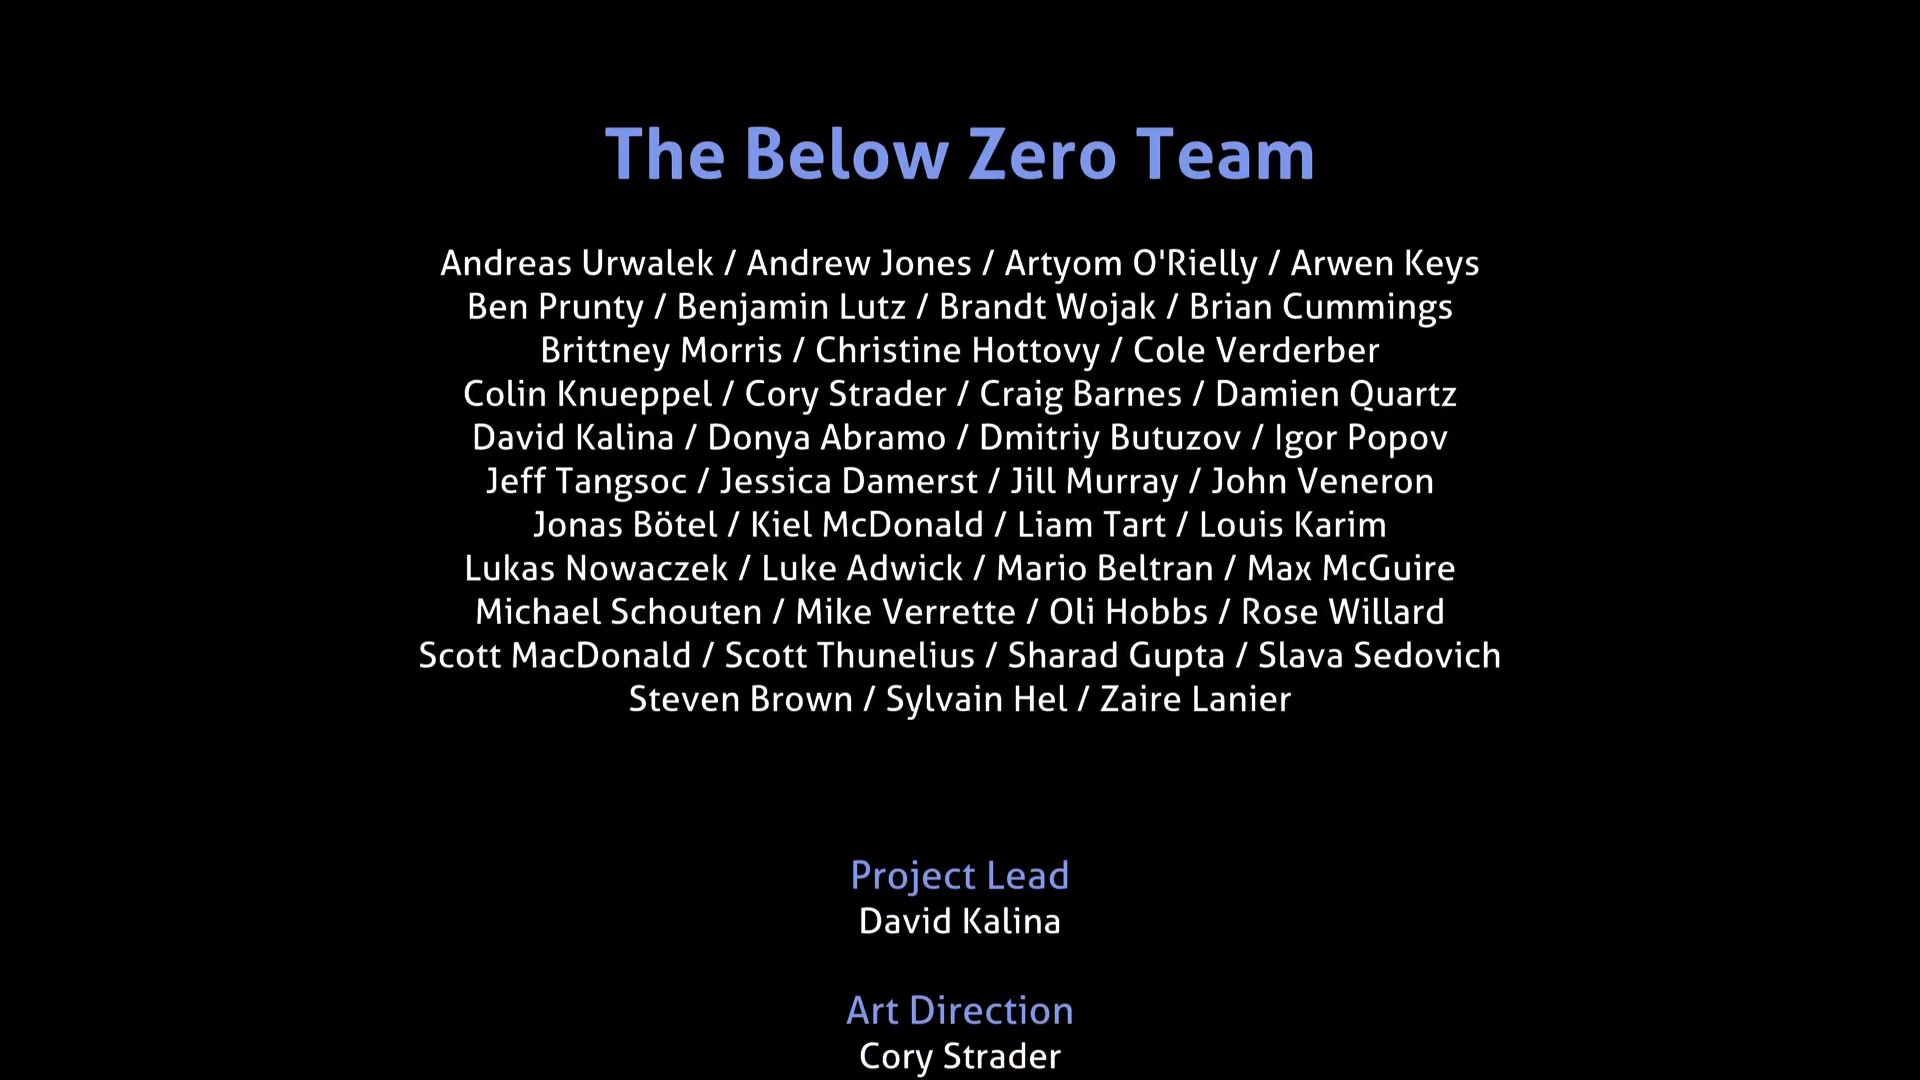 The Below Zero Team
Andreas Urwalek / Andrew Jones / Artyom O'Rielly / Arwen Keys
Ben Prunty / Benjamin Lutz / Brandt Wojak / Brian Cummings
Brittney Morris / Christine Hottovy / Cole Verderber
Colin Knueppel / Cory Strader / Craig Barnes / Damien Quartz
David Kalina / Donya Abramo / Dmitriy Butuzov / Igor Popov
Jeff Tangsoc / Jessica Damerst / Jill Murray / John Veneron
Jonas Bötel / Kiel McDonald / Liam Tart / Louis Karim
Lukas Nowaczek / Luke Adwick / Mario Beltran / Max McGuire
Michael Schouten / Mike Verrette / Oli Hobbs / Rose Willard
Scott MacDonald / Scott Thunelius / Sharad Gupta / Slava Sedovich
Steven Brown / Sylvain Hel / Zaire Lanier
Project Lead
David Kalina
Art Direction
Cory Strader